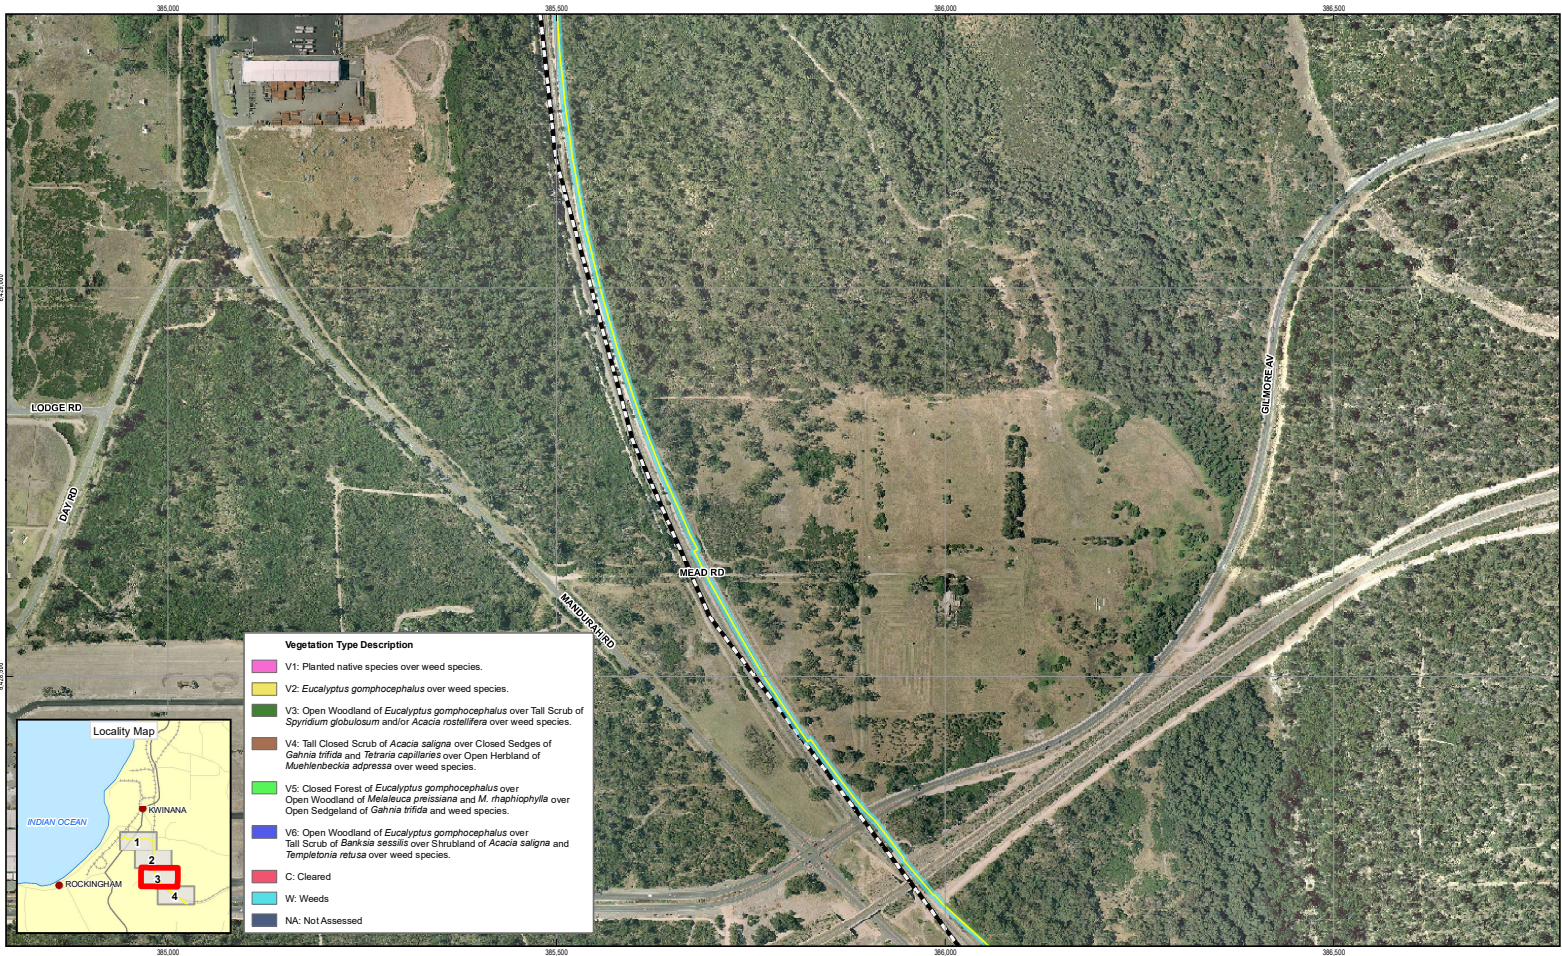 385,000
385,500
386,000
386,500
LODGE RD
DAY RD
GILMORE AV
MEAD RD
MANDURAH RD
Vegetation Type Description
V1: Planted native species over weed species.
V2: Eucalyptus gomphocephalus over weed species.
V3: Open Woodland of Eucalyptus gomphocephalus over Tall Scrub of
Spyridium globulosum and/or Acacia rostellifera over weed species.
V4: Tall Closed Scrub of Acacia saligna over Closed Sedges of
Gahnia trifida and Tetraria capillaries over Open Herbland of
Muehlenbeckia adpressa over weed species.
V5: Closed Forest of Eucalyptus gomphocephalus over
Open Woodland of Melaleuca preissiana and M. rhaphiophylla over
Open Sedgeland of Gahnia trifida and weed species.
V6: Open Woodland of Eucalyptus gomphocephalus over
Tall Scrub of Banksia sessilis over Shrubland of Acacia saligna and
Templetonia retusa over weed species.
C: Cleared
W: Weeds
NA: Not Assessed
Locality Map
INDIAN OCEAN
KWINANA
ROCKINGHAM
1
2
3
4
385,000
385,500
386,000
386,500